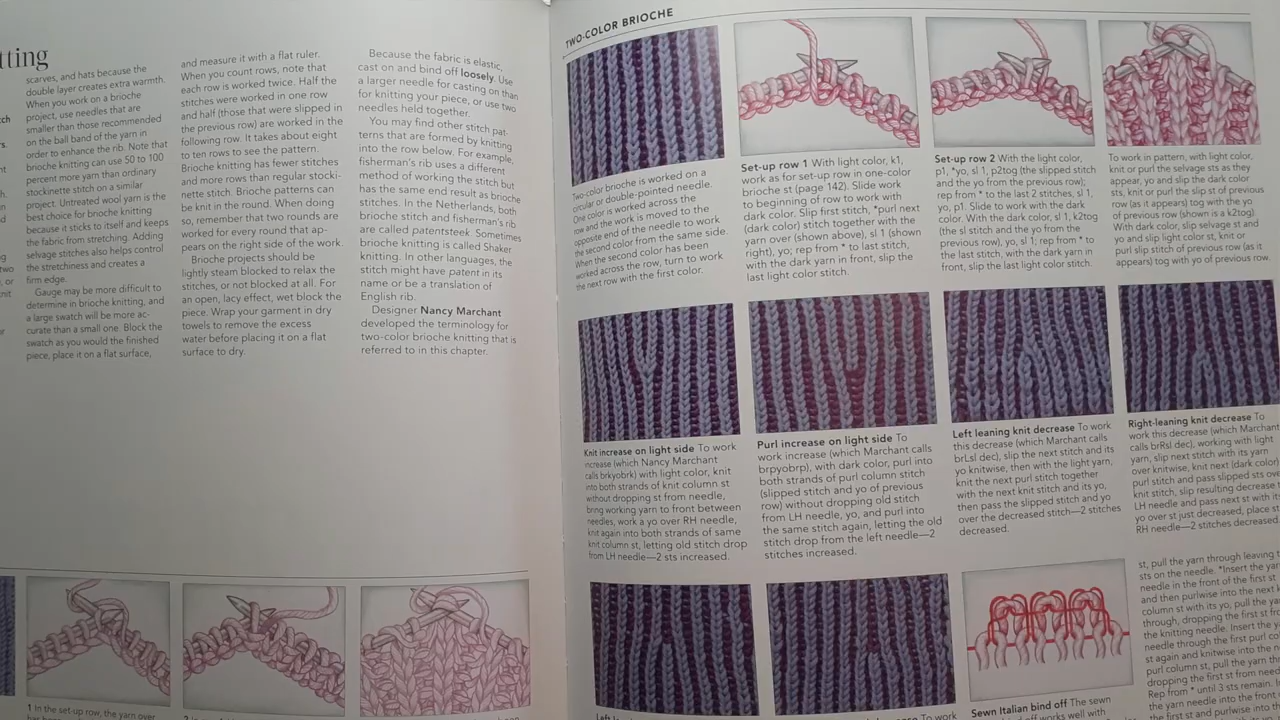 tting
scarves, and hats because the
double layer creates extra warmth.
When you work on a brioche
project, use needles that are
smaller than those recommended
on the ball band of the yarn in
order to enhance the rib. Note that
brioche knitting can use 50 to 100
percent more yarn than ordinary
stockinette stitch on a similar
project. Untreated wool yarn is the
best choice for brioche knitting
because it sticks to itself and keeps
the fabric from stretching. Adding
selvage stitches also helps control
the stretchiness and creates a
firm edge.
Gauge may be more difficult to
determine in brioche knitting, and
a large swatch will be more ac-
curate than a small one. Block the
swatch as you would the finished
piece, place it on a flat surface,
and measure it with a flat ruler.
When you count rows, note that
each row is worked twice. Half the
stitches were worked in one row
and half (those that were slipped in
the previous row) are worked in the
following row. It takes about eight
to ten rows to see the pattern.
Brioche knitting has fewer stitches
and more rows than regular stocki-
nette stitch. Brioche patterns can
be knit in the round. When doing
so, remember that two rounds are
worked for every round that ap-
pears on the right side of the work.
Brioche projects should be
lightly steam blocked to relax the
stitches, or not blocked at all. For
an open, lacy effect, wet block the
piece. Wrap your garment in dry
towels to remove the excess
water before placing it on a flat
surface to dry.
Because the fabric is elastic,
cast on and bind off loosely. Use
a larger needle for casting on than
for knitting your piece, or use two
needles held together.
You may find other stitch pat-
terns that are formed by knitting
into the row below. For example,
fisherman's rib uses a different
method of working the stitch but
has the same end result as brioche
stitches. In the Netherlands, both
brioche stitch and fisherman's rib
are called patentsteek. Sometimes
brioche knitting is called Shaker
knitting. In other languages, the
stitch might have patent in its
name or be a translation of
English rib.
Designer Nancy Marchant
developed the terminology for
two-color brioche knitting that is
referred to in this chapter.
1 In the set-up row, the yarn over
TWO-COLOR BRIOCHE
Two-color brioche is worked on a
circular or double-pointed needle.
One color is worked across the
row and the work is moved to the
opposite end of the needle to work
the second color from the same side.
When the second color has been
worked across the row, turn to work
the next row with the first color.
Set-up row 1 With light color, k1,
work as for set-up row in one-color
brioche st (page 142). Slide work
to beginning of row to work with
dark color. Slip first stitch, *purl next
(dark color) stitch together with the
yarn over (shown above), sl 1 (shown
right), yo; rep from * to last stitch,
with the dark yarn in front, slip the
last light color stitch.
Set-up row 2 With the light color,
p1, *yo, sl 1, p2tog (the slipped stitch
and the yo from the previous row);
rep from * to the last 2 stitches, sl 1,
yo, p1. Slide to work with the dark
color. With the dark color, sl 1, k2tog
(the sl stitch and the yo from the
previous row), yo, sl 1; rep from * to
the last stitch, with the dark yarn in
front, slip the last light color stitch.
To work in pattern, with light color,
knit or purl the selvage sts as they
appear, yo and slip the dark color
sts, knit or purl the slip st of previous
row (as it appears) tog with the yo
of previous row (shown is a k2tog).
With dark color, slip selvage st and
yo and slip light color st, knit or
purl slip stitch of previous row (as it
appears) tog with yo of previous row.
Knit increase on light side To work
increase (which Nancy Marchant
calls brkyobrk) with light color, knit
into both strands of knit column st
without dropping st from needle,
bring working yarn to front between
needles, work a yo over RH needle,
knit again into both strands of same
knit column st, letting old stitch drop
from LH needle—2 sts increased.
Purl increase on light side To
work increase (which Marchant calls
brpyobrp), with dark color, purl into
both strands of purl column stitch
(slipped stitch and yo of previous
row) without dropping old stitch
from LH needle, yo, and purl into
the same stitch again, letting the old
stitch drop from the left needle—2
stitches increased.
Left leaning knit decrease To work
this decrease (which Marchant calls
brLsl dec), slip the next stitch and its
yo knitwise, then with the light yarn,
knit the next purl stitch together
with the next knit stitch and its yo,
then pass the slipped stitch and yo
over the decreased stitch—2 stitches
decreased.
Right-leaning knit decrease To
work this decrease (which Marchant
calls brRsl dec), working with light
yarn, slip next stitch with its yarn
over knitwise, knit next (dark color)
purl stitch and pass slipped sts over
knit stitch, slip resulting decrease
LH needle and pass next st with its
yo over st just decreased, place st
RH needle—2 stitches decreased.
Sewn Italian bind off The sewn
st, pull the yarn through leaving
sts on the needle. *Insert the
needle in the front of the first st
and then purlwise into the next
column st with its yo, pull the
through, dropping the first st
the knitting needle. Insert the
needle through the first purl
st again and knitwise into the
purl column st, pull the yarn
dropping the first st from
Rep from * until 3 sts remain.
the yarn needle into the front
the first st and purlwise into